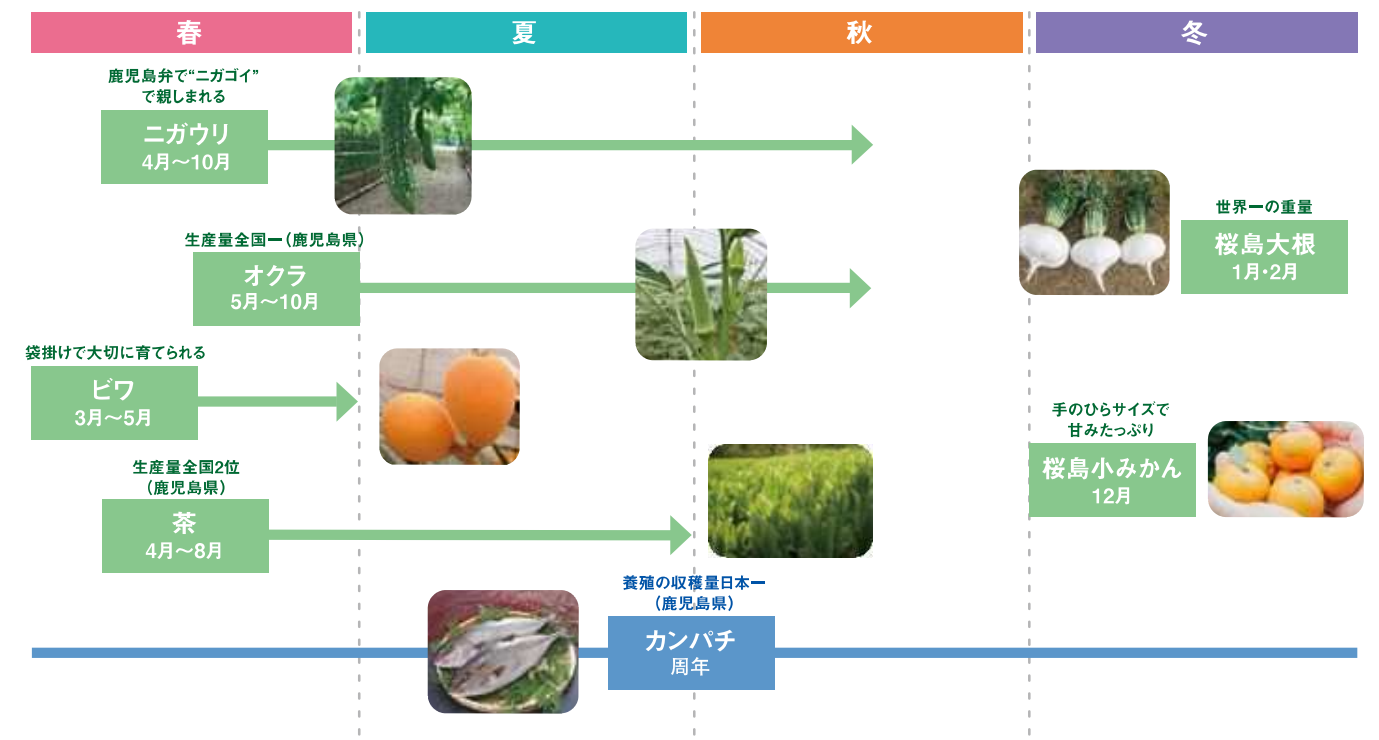 春
夏
秋
冬
鹿児島弁で“ニガゴイ”
で親しまれる
ニガウリ
4月～10月
生産量全国一（鹿児島県）
オクラ
5月～10月
世界一の重量
桜島大根
1月・2月
袋掛けで大切に育てられる
ビワ
3月～5月
手のひらサイズで
甘みたっぷり
桜島小みかん
12月
生産量全国2位
（鹿児島県）
茶
4月～8月
養殖の収穫量日本一
（鹿児島県）
カンパチ
周年